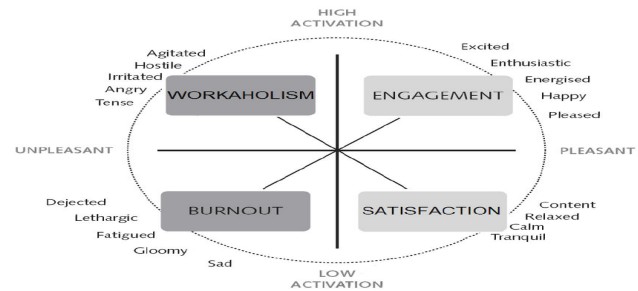 HIGH
ACTIVATION
Agitated
Hostile
Irritated
Angry
Tense
Excited
Enthusiastic
Energised
Happy
Pleased
WORKAHOLISM
ENGAGEMENT
UNPLEASANT
PLEASANT
Dejected
Lethargic
Fatigued
Gloomy
Sad
BURNOUT
SATISFACTION
Content
Relaxed
Calm
Tranquil
LOW
ACTIVATION